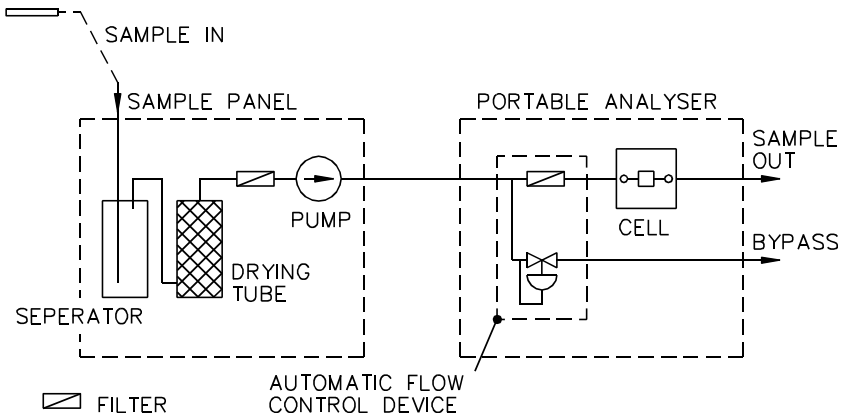 SAMPLE IN
SAMPLE PANEL
PORTABLE ANALYSER
SAMPLE
OUT
PUMP
CELL
BYPASS
DRYING
TUBE
SEPERATOR
AUTOMATIC FLOW
CONTROL DEVICE
FILTER